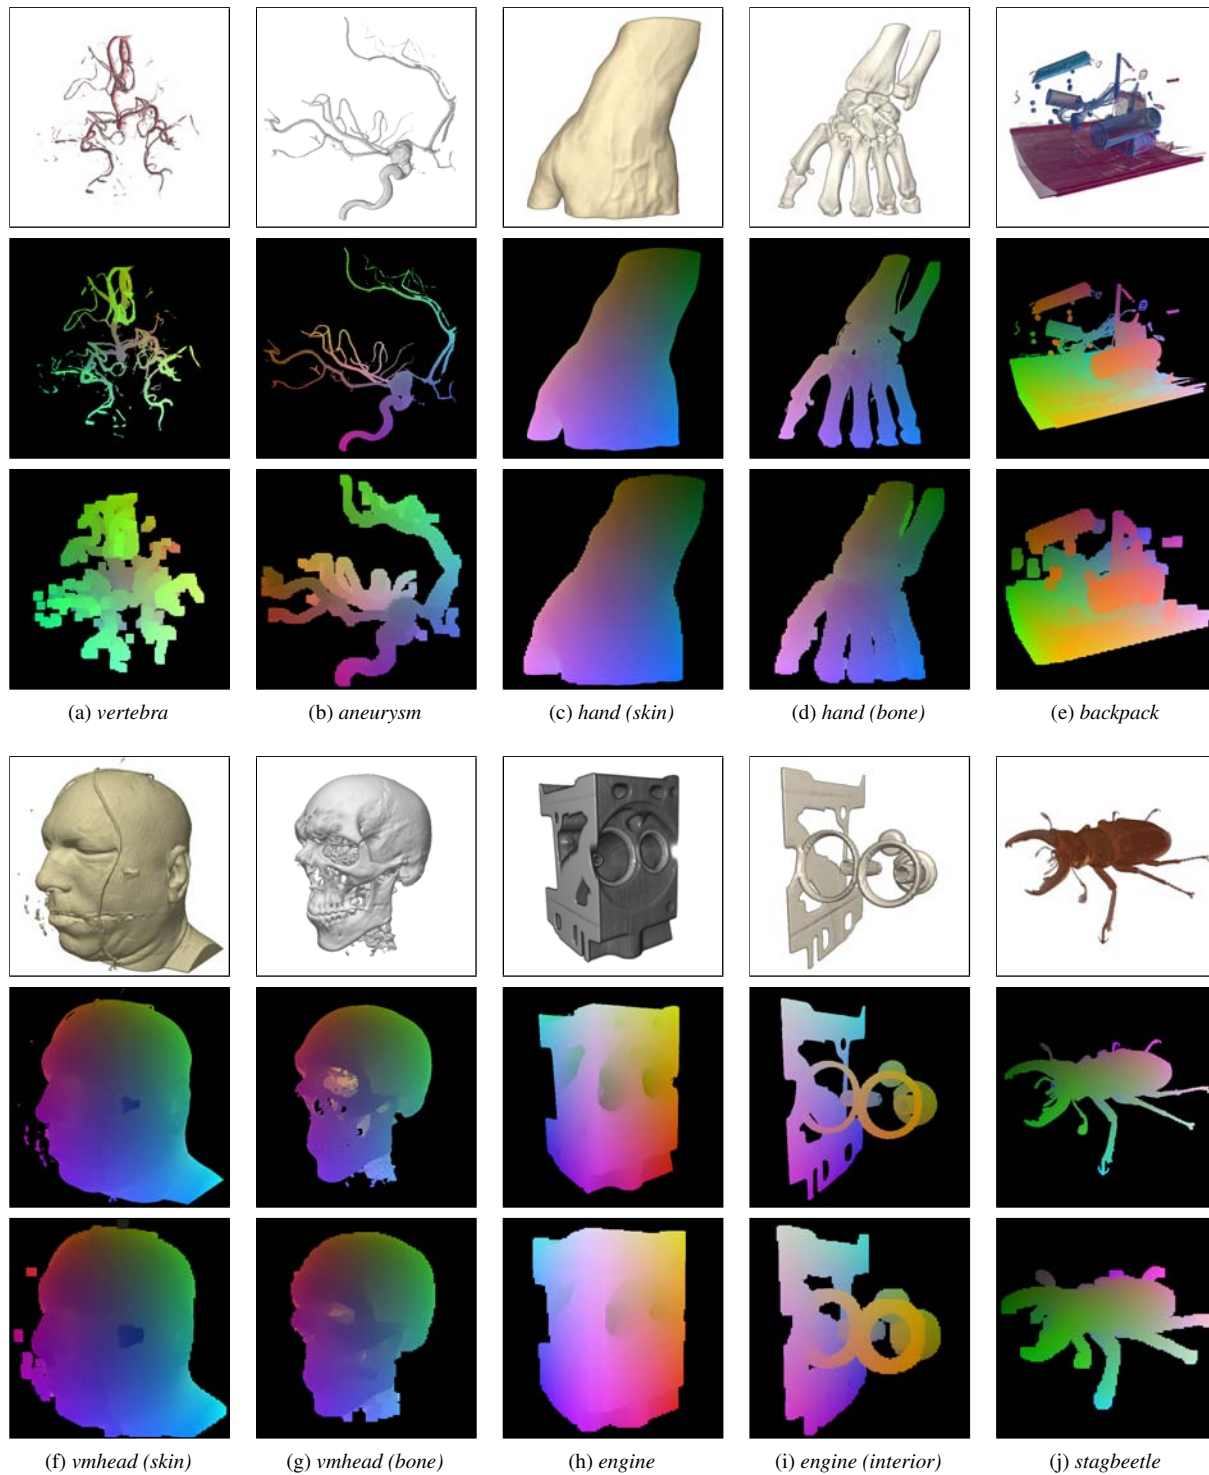 (a) vertebra
(b) aneurysm
(c) hand (skin)
(d) hand (bone)
(e) backpack
(f) vmhead (skin)
(g) vmhead (bone)
(h) engine
(i) engine (interior)
(j) stagbeetle